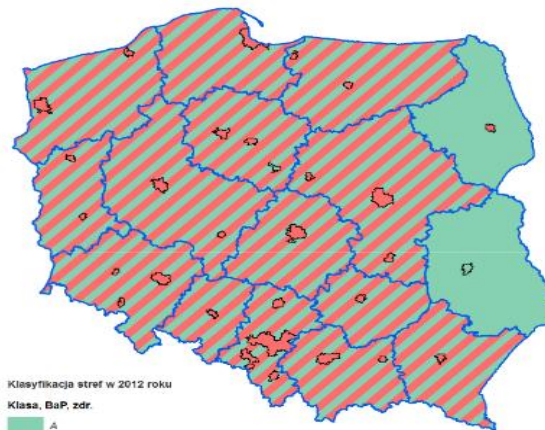 Klasyfikacja stref w 2012 roku
Klasa, BaP, zdr.
A